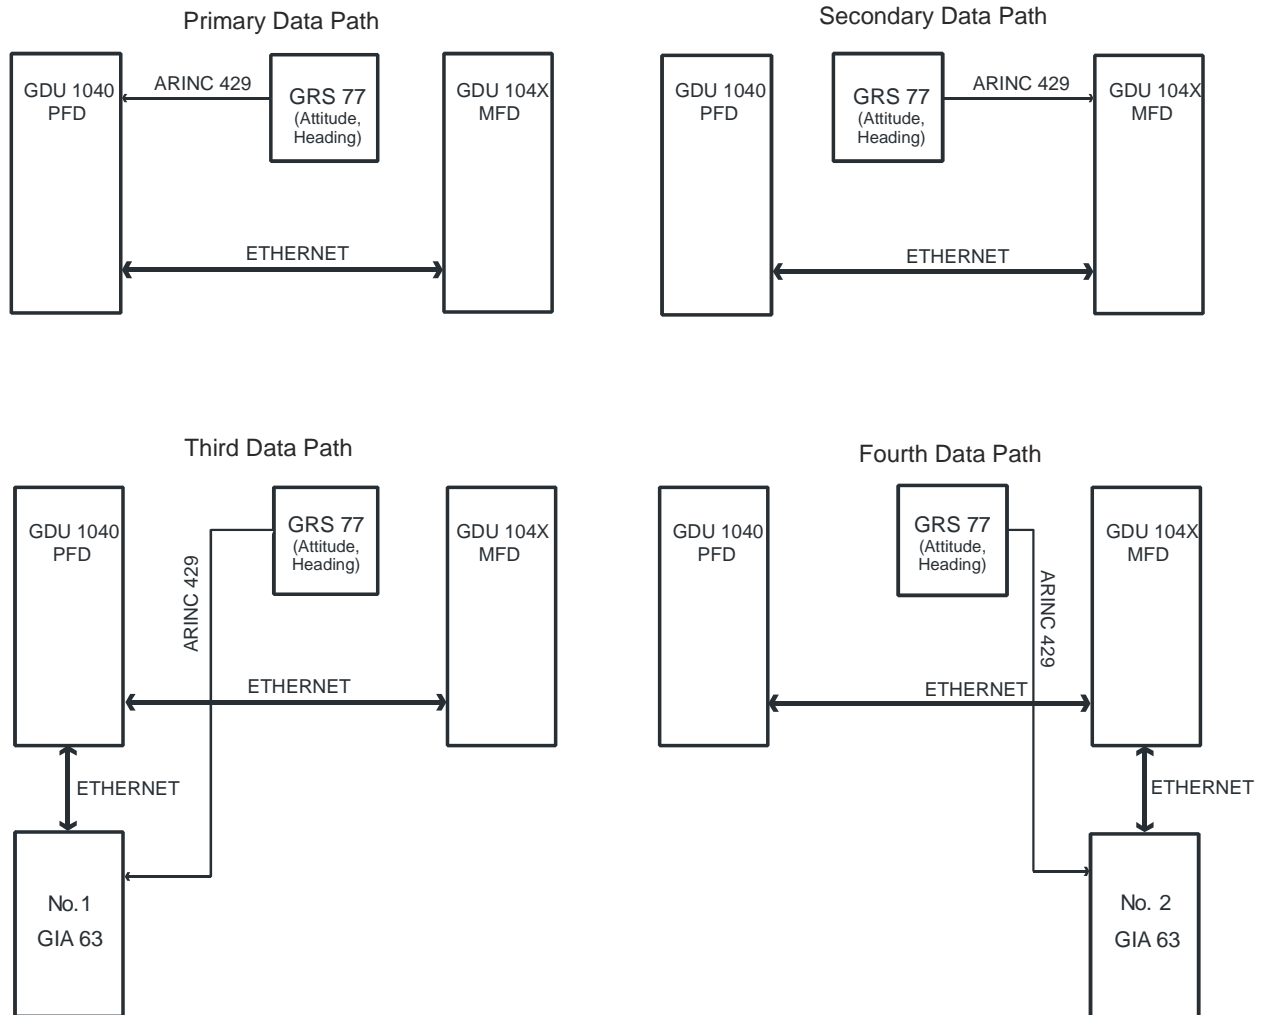 Primary Data Path
GDU 1040
PFD
ARINC 429
GRS 77
(Attitude,
Heading)
GDU 104X
MFD
ETHERNET
Secondary Data Path
GDU 1040
PFD
GRS 77
(Attitude,
Heading)
ARINC 429
GDU 104X
MFD
ETHERNET
Third Data Path
GDU 1040
PFD
ARINC 429
GRS 77
(Attitude,
Heading)
GDU 104X
MFD
ETHERNET
ETHERNET
No.1
GIA 63
Fourth Data Path
GDU 1040
PFD
GRS 77
(Attitude,
Heading)
ARINC 429
GDU 104X
MFD
ETHERNET
ETHERNET
No. 2
GIA 63